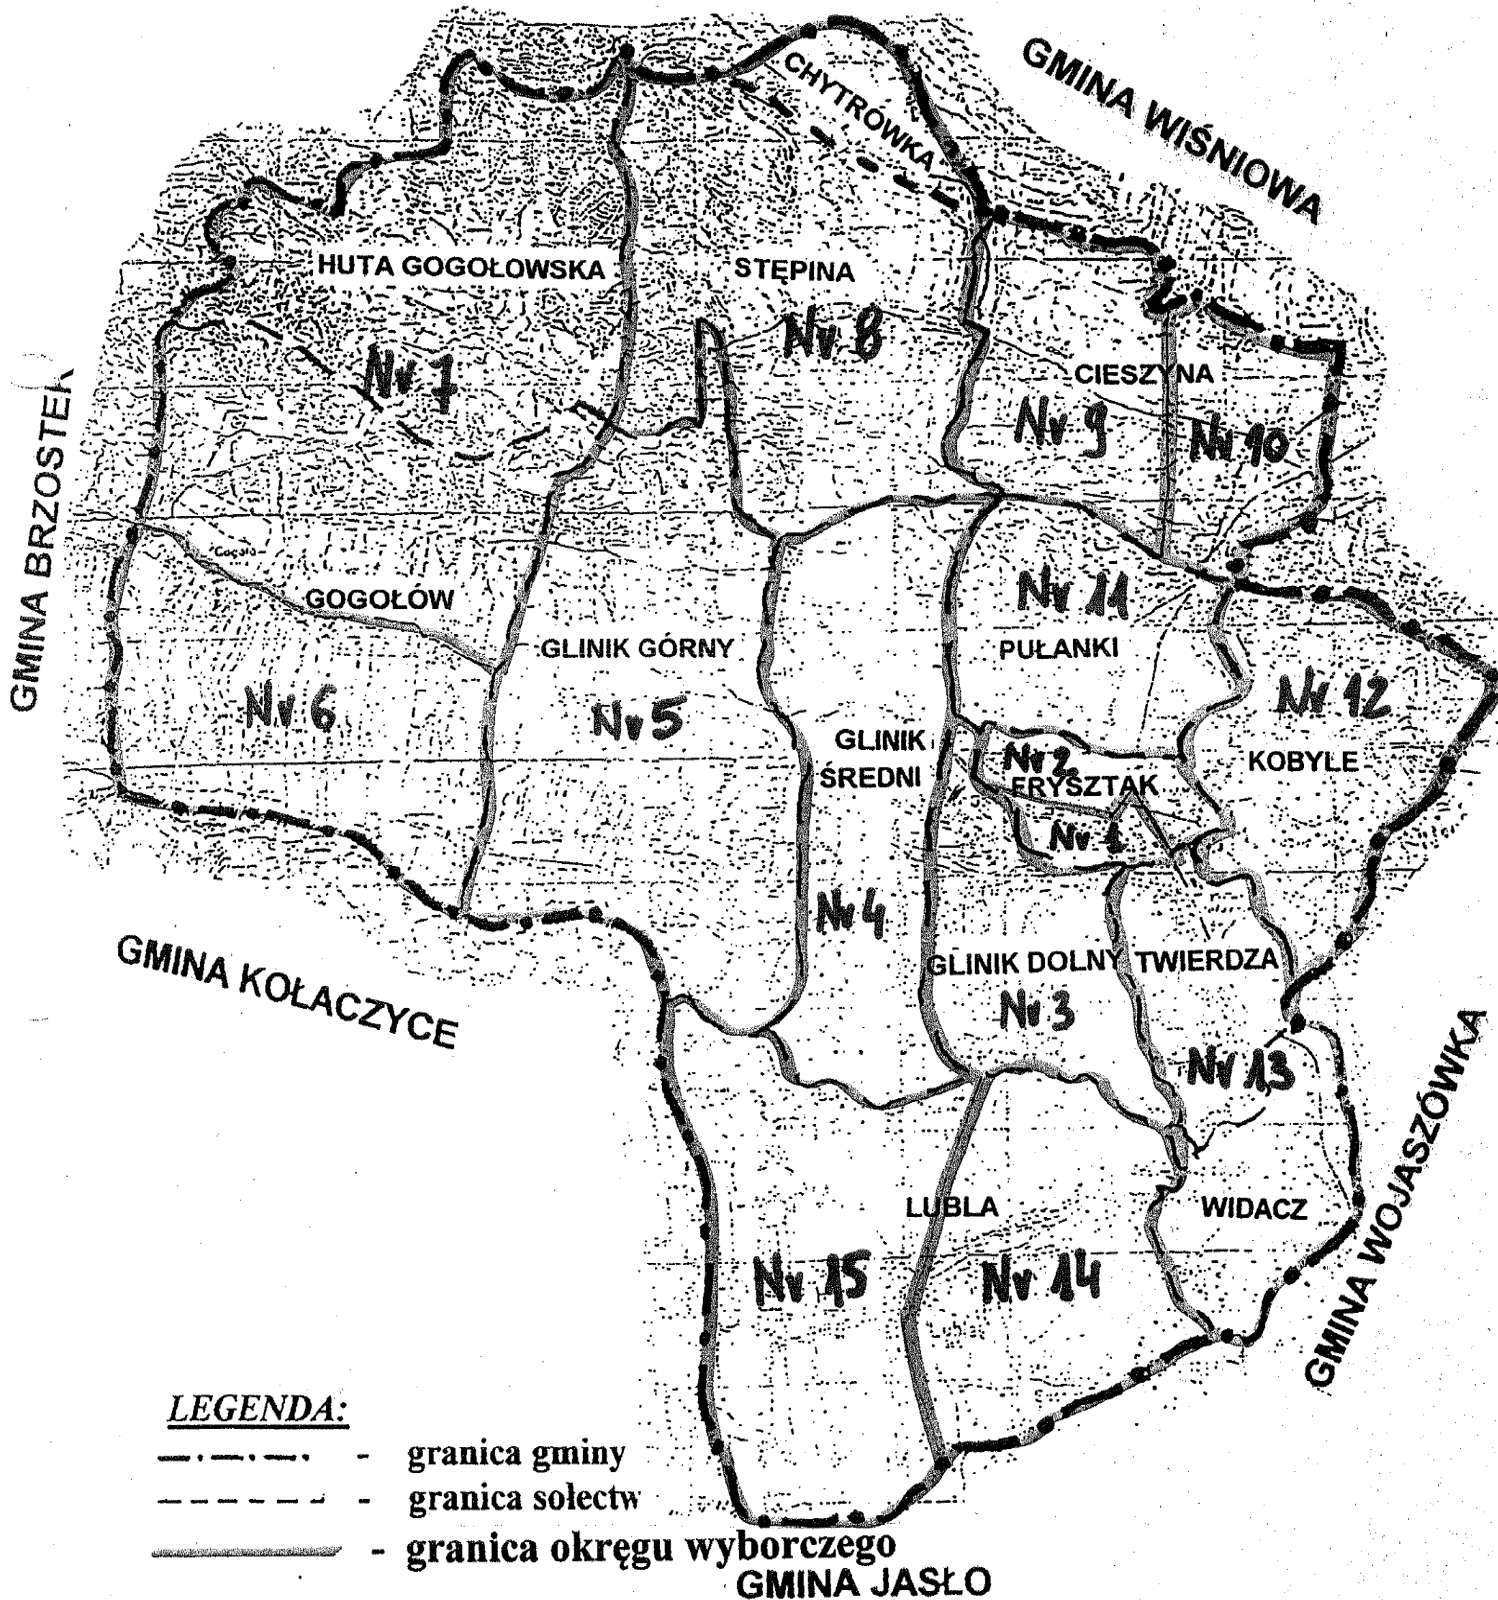 GMINA WIŚNIOWA
CHYTRÓWKA
HUTA GOGOŁOWSKA
STĘPINA
Nr 8
Nr 7
CIESZYNA
Nr 9
Nr 10
GMINA BRZOSTEK
GOGOŁÓW
Nr 11
GLINIK GÓRNY
PUŁANKI
Nr 6
Nr 5
Nr 12
GLINIK
ŚREDNI
Nr 2
FRYSZTAK
KOBYLE
Nr 1
Nr 4
GMINA KOŁACZYCE
GLINIK DOLNY
TWIERDZA
Nr 3
Nr 13
GMINA WOJASZÓWKA
LUBLA
WIDACZ
Nr 15
Nr 14
LEGENDA:
- granica gminy
- granica sołectw
- granica okręgu wyborczego
GMINA JASŁO